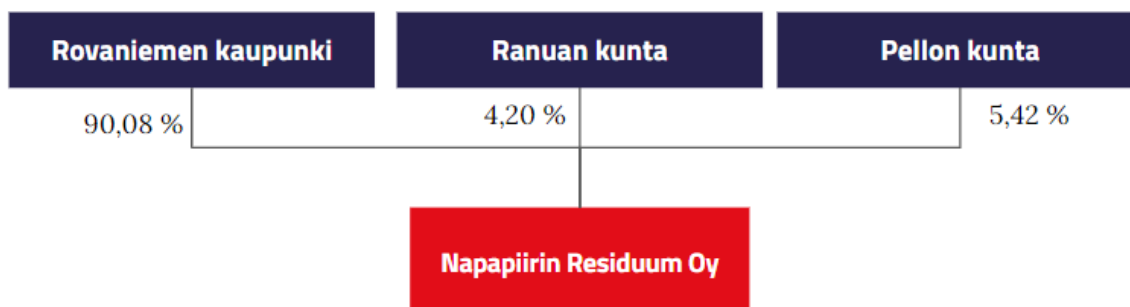 Rovaniemen kaupunki
Ranuan kunta
Pellon kunta
90,08 %
4,20 %
5,42 %
Napapiirin Residuum Oy